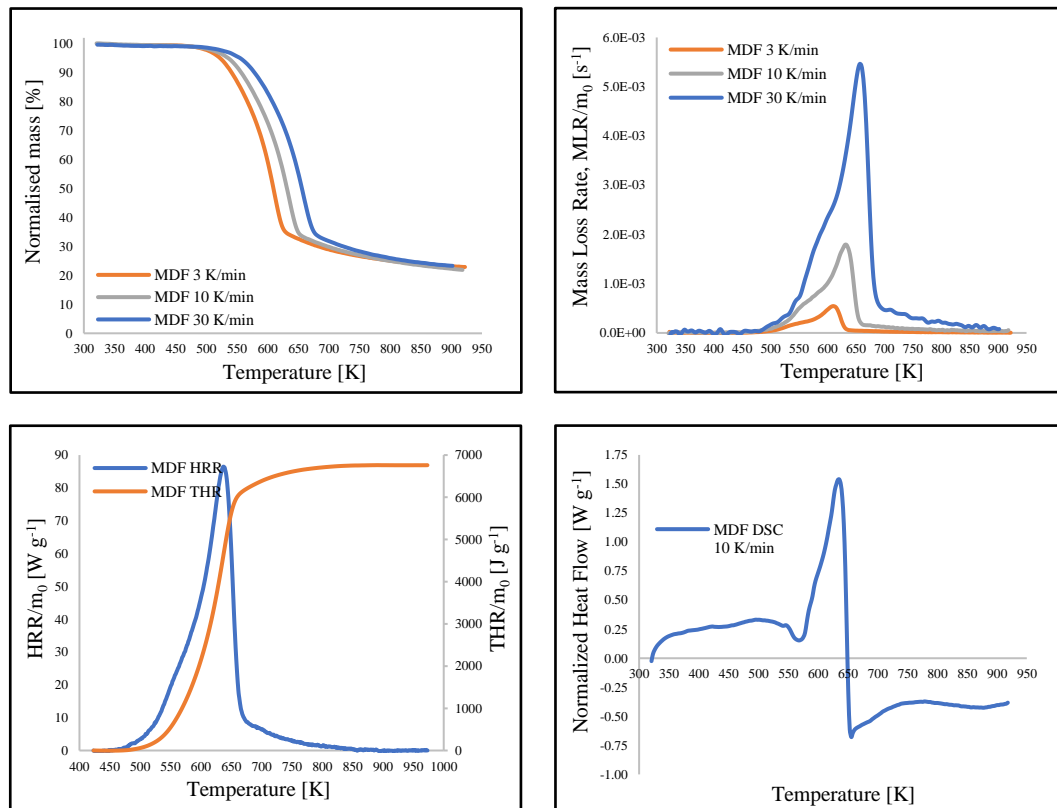 Normalised mass [%]
100
90
80
70
60
50
40
30
20
10
0
MDF 3 K/min
MDF 10 K/min
MDF 30 K/min
300 350 400 450 500 550 600 650 700 750 800 850 900 950
Temperature [K]
Mass Loss Rate, MLR/m₀ [s⁻¹]
6.0E-03
5.0E-03
4.0E-03
3.0E-03
2.0E-03
1.0E-03
0.0E+00
MDF 3 K/min
MDF 10 K/min
MDF 30 K/min
300 350 400 450 500 550 600 650 700 750 800 850 900 950
Temperature [K]
HRR/m₀ [W g⁻¹]
90
80
70
60
50
40
30
20
10
0
MDF HRR
MDF THR
7000
6000
5000
4000
3000
2000
1000
0
THR/m₀ [J g⁻¹]
400 450 500 550 600 650 700 750 800 850 900 950 1000
Temperature [K]
Normalized Heat Flow [W g⁻¹]
1.75
1.50
1.25
1.00
0.75
0.50
0.25
0.00
-0.25
-0.50
-0.75
-1.00
MDF DSC
10 K/min
300 350 400 450 500 550 600 650 700 750 800 850 900 950
Temperature [K]